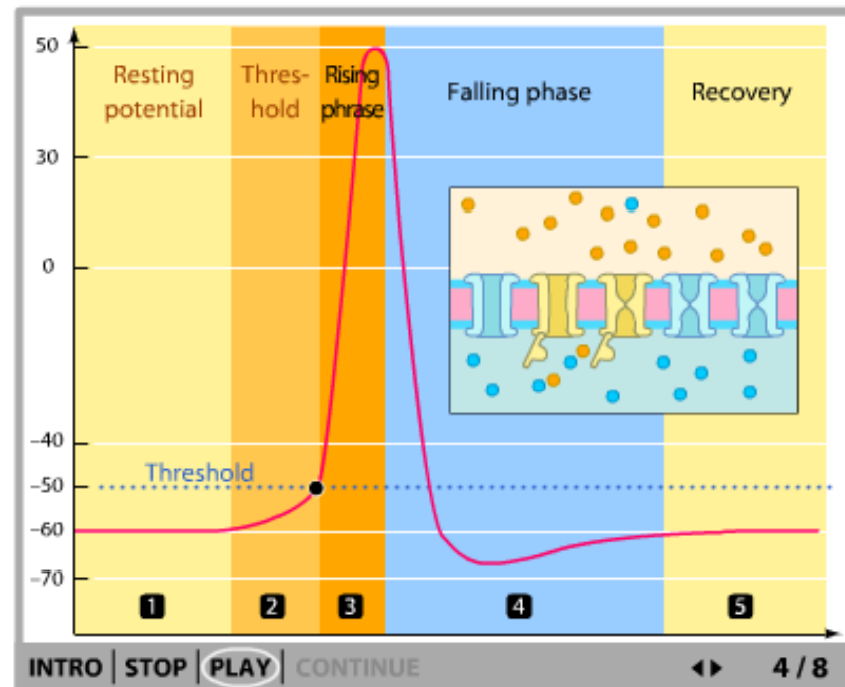 50
Resting
potential
Thres-
hold
Rising
phrase
Falling phase
Recovery
30
0
–40
Threshold
–50
–60
–70
1
2
3
4
5
INTRO | STOP | PLAY | CONTINUE
4 / 8